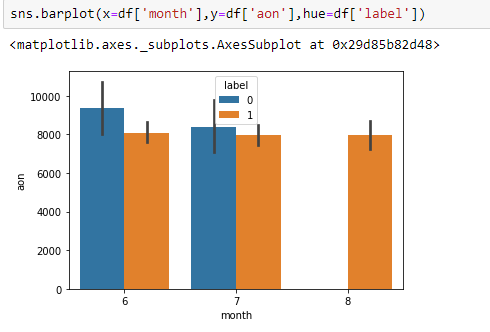 sns.barplot(x=df['month'],y=df['aon'],hue=df['label'])
<matplotlib.axes._subplots.AxesSubplot at 0x29d85b82d48>
label
0
1
10000
8000
6000
4000
2000
0
aon
6 7 8
month